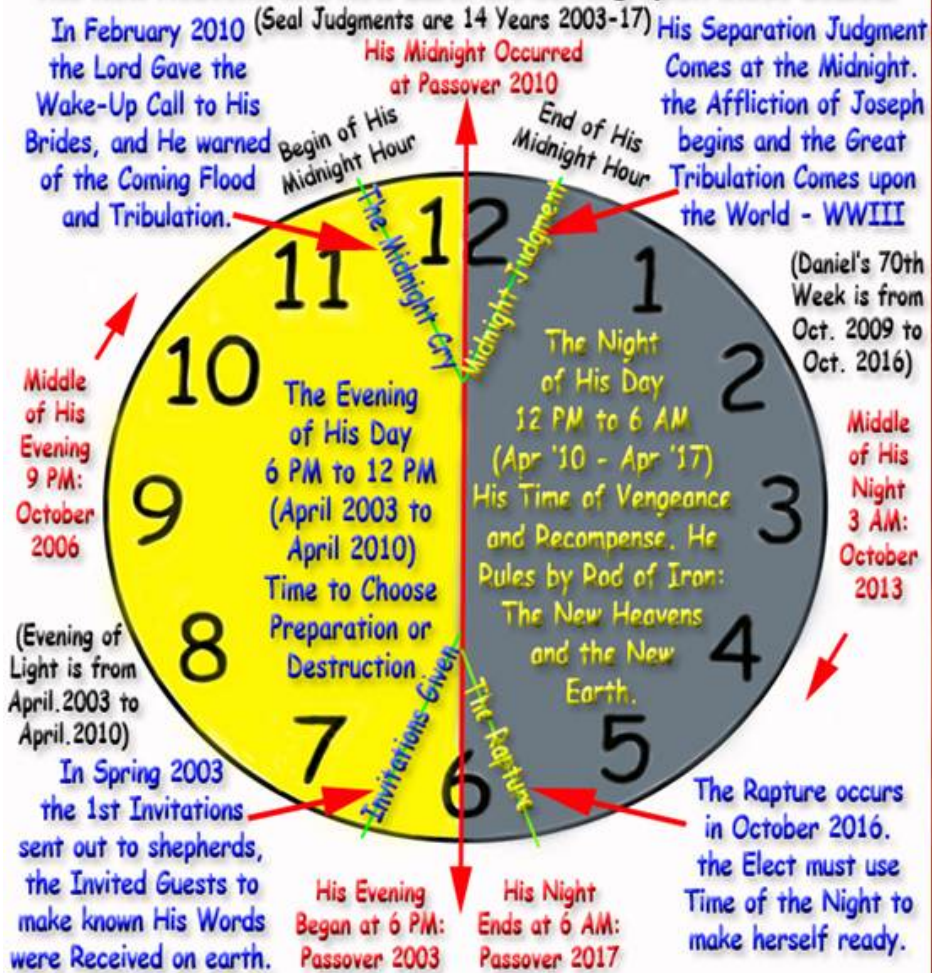 (Seal Judgments are 14 Years 2003-17)
In February 2010
the Lord Gave the
Wake-Up Call to His
Brides, and He warned
of the Coming Flood
and Tribulation.
His Midnight Occurred
at Passover 2010
His Separation Judgment
Comes at the Midnight.
the Affliction of Joseph
begins and the Great
Tribulation Comes upon
the World - WWIII
Begin of His
Midnight Hour
End of His
Midnight Hour
The Midnight Cry
Midnight Judgment
12
11
10
9
8
7
6
1
2
3
4
5
(Daniel's 70th
Week is from
Oct. 2009 to
Oct. 2016)
Middle
of His
Evening
9 PM:
October
2006
The Evening
of His Day
6 PM to 12 PM
(April 2003 to
April 2010)
Time to Choose
Preparation or
Destruction
The Night
of His Day
12 PM to 6 AM
(Apr '10 - Apr '17)
His Time of Vengeance
and Recompense. He
Rules by Rod of Iron:
The New Heavens
and the New
Earth.
Middle
of His
Night
3 AM:
October
2013
(Evening of
Light is from
April.2003 to
April.2010)
Invitations Given
The Rapture
In Spring 2003
the 1st Invitations
sent out to shepherds,
the Invited Guests to
make known His Words
were Received on earth.
His Evening
Began at 6 PM:
Passover 2003
His Night
Ends at 6 AM:
Passover 2017
The Rapture occurs
in October 2016.
the Elect must use
Time of the Night to
make herself ready.